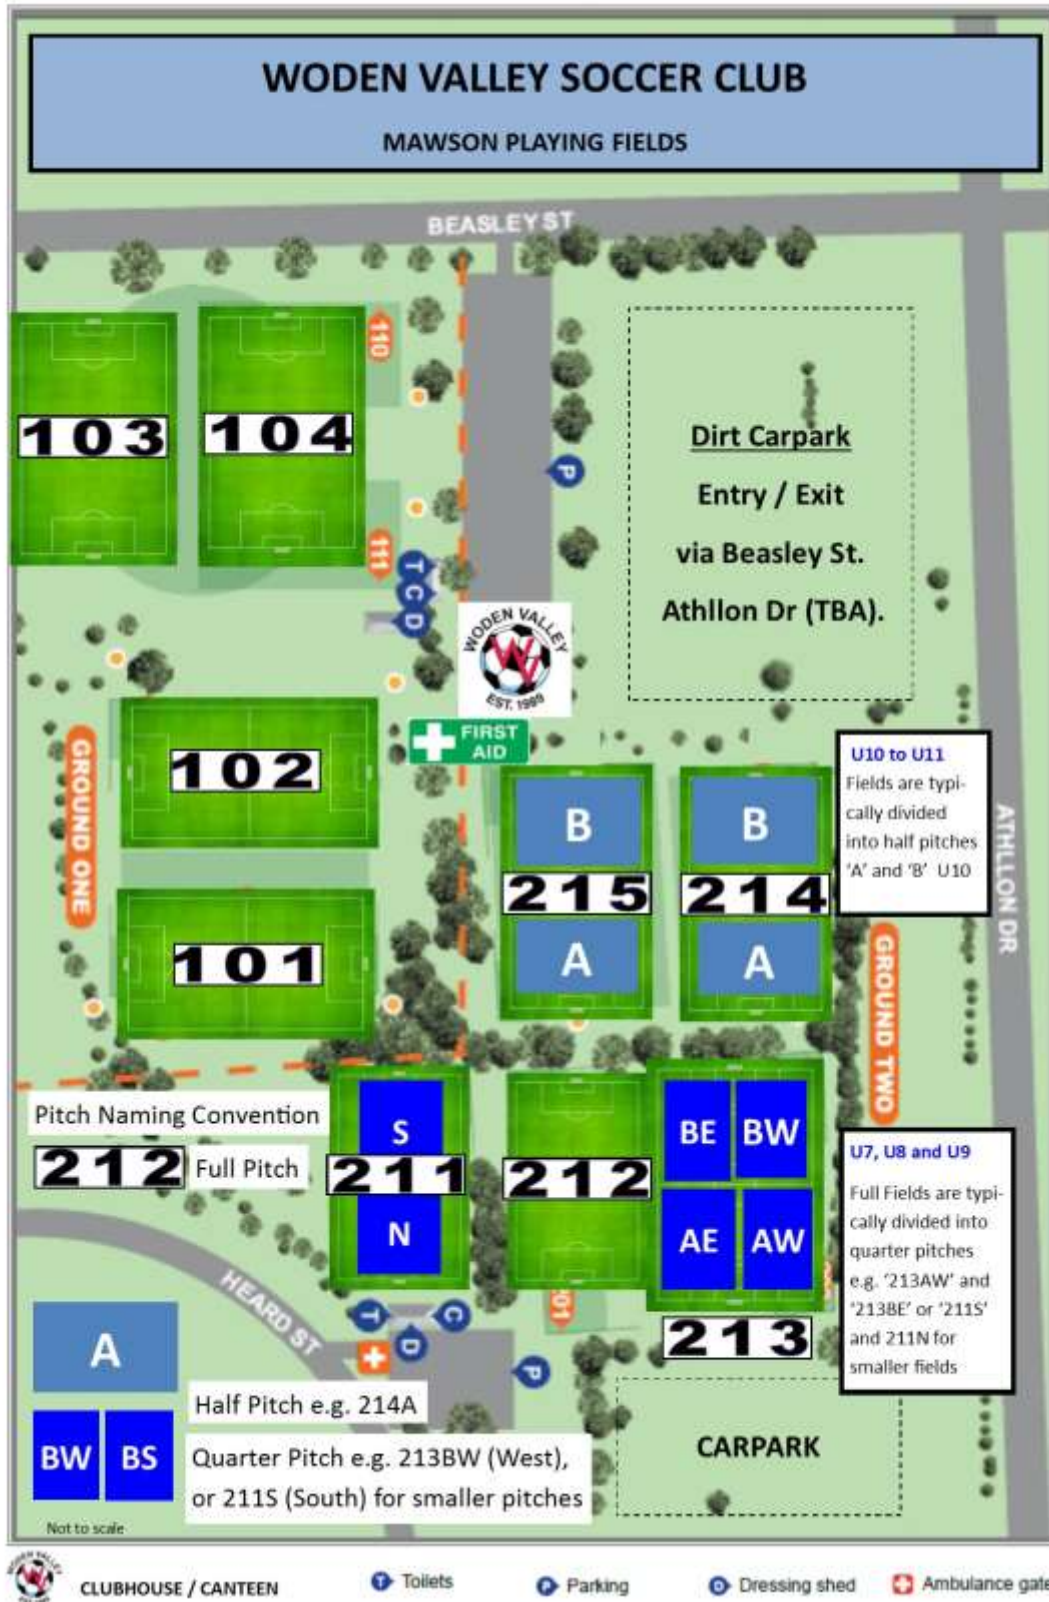 WODEN VALLEY SOCCER CLUB
MAWSON PLAYING FIELDS
BEASLEY ST
103
104
110
111
P
Dirt Carpark
Entry / Exit
via Beasley St.
Athllon Dr (TBA).
T
C
D
WODEN VALLEY
WV
EST. 1989
FIRST
AID
GROUND ONE
102
101
B
B
215
214
A
A
U10 to U11
Fields are typi-
cally divided
into half pitches
'A' and 'B' U10
ATHLLON DR
GROUND TWO
Pitch Naming Convention
212 Full Pitch
S
211
N
212
BE BW
AE AW
213
201
U7, U8 and U9
Full Fields are typi-
cally divided into
quarter pitches
e.g. '213AW' and
'213BE' or '211S'
and 211N for
smaller fields
HEARD ST
T
C
D
P
A
Half Pitch e.g. 214A
BW BS
Quarter Pitch e.g. 213BW (West),
or 211S (South) for smaller pitches
CARPARK
Not to scale
WODEN VALLEY
CLUBHOUSE / CANTEEN
T Toilets
P Parking
D Dressing shed
Ambulance gate